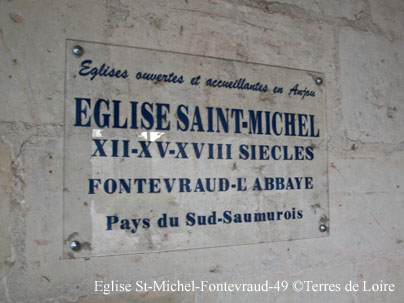 Eglises ouvertes et accueillantes en Anjou
EGLISE SAINT-MICHEL
XII-XV-XVIII SIECLES
FONTEVRAUD-L'ABBAYE
Pays du Sud-Saumurois
Eglise St-Michel-Fontevraud-49 ©Terres de Loire